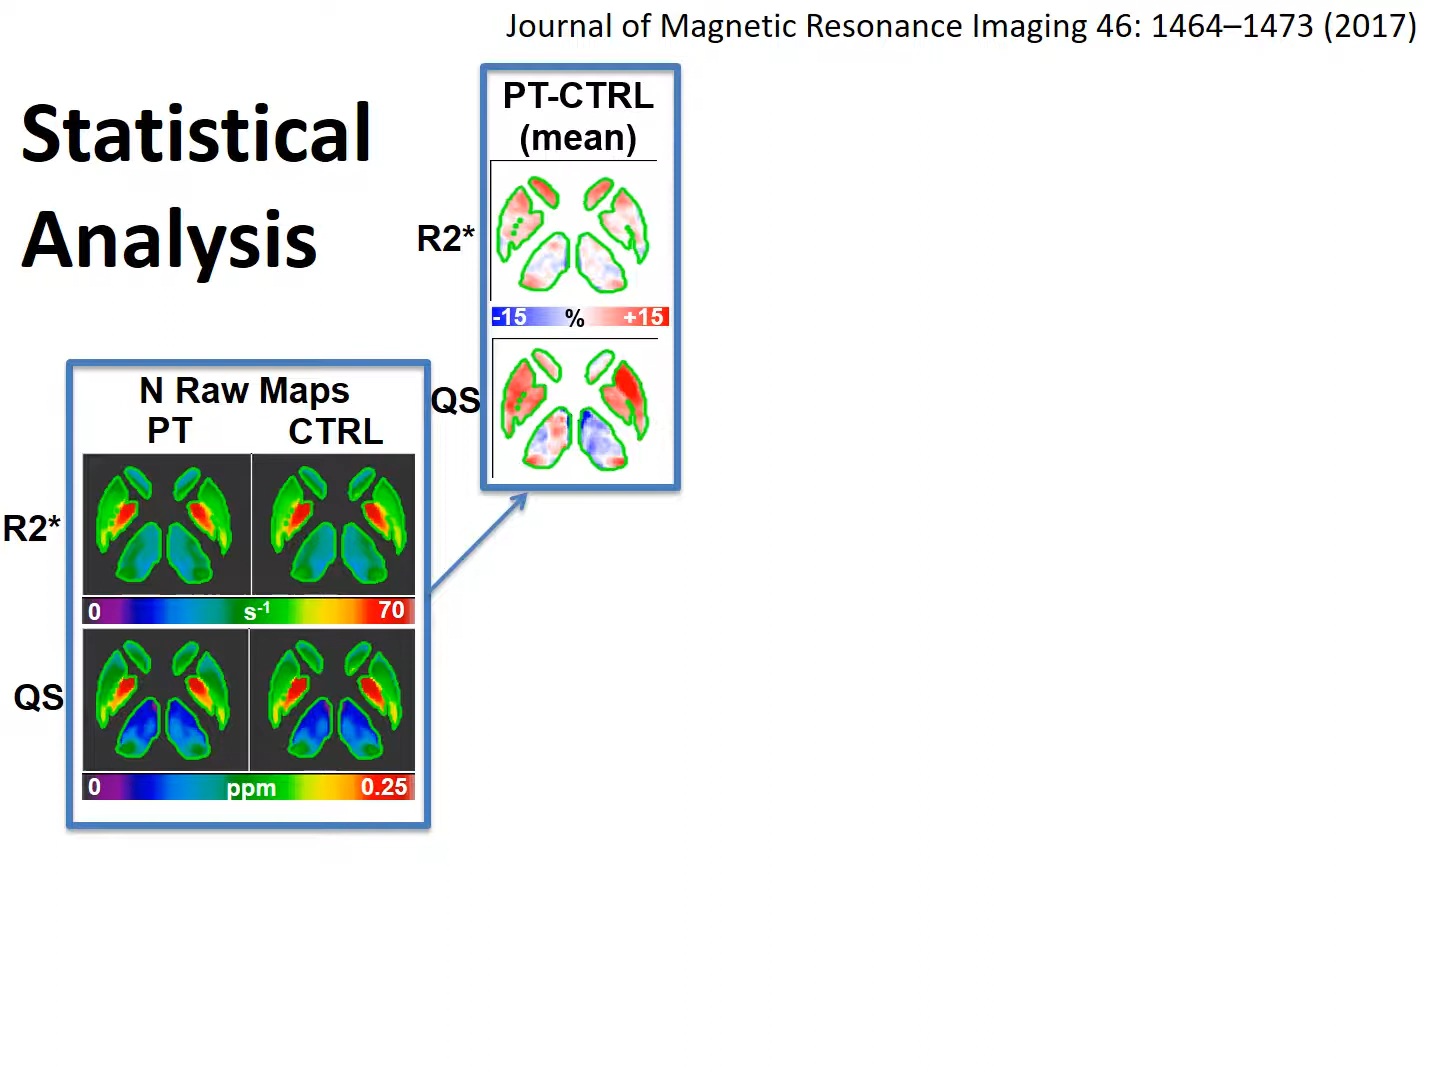 Journal of Magnetic Resonance Imaging 46: 1464–1473 (2017)
Statistical
Analysis
PT-CTRL
(mean)
R2*
-15 % +15
QS
N Raw Maps
PT CTRL
R2*
0 s-1 70
QS
0 ppm 0.25